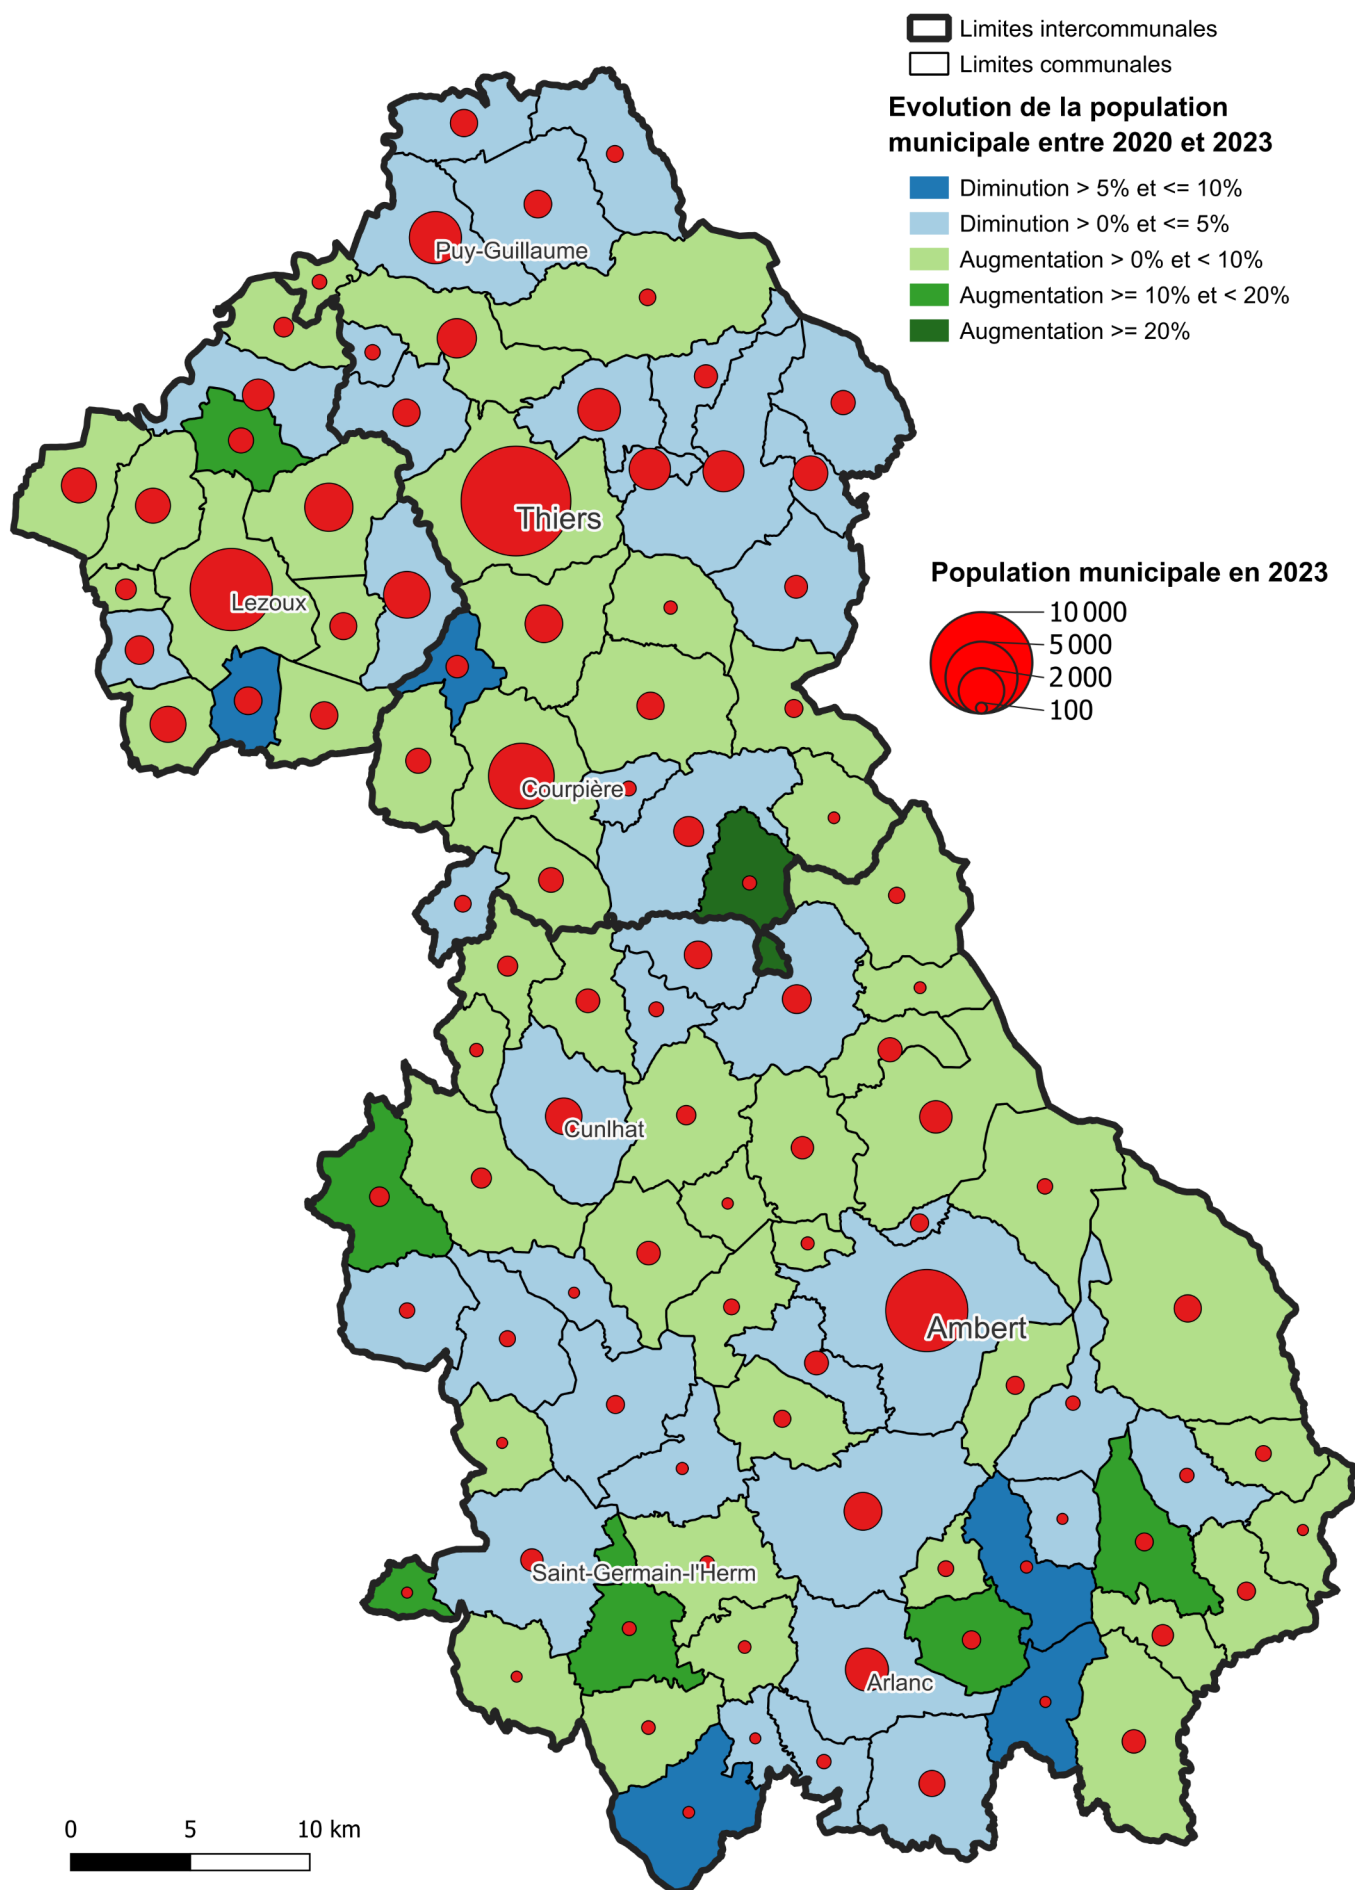 Limites intercommunales
Limites communales
Evolution de la population
municipale entre 2020 et 2023
Diminution > 5% et <= 10%
Diminution > 0% et <= 5%
Augmentation > 0% et < 10%
Augmentation >= 10% et < 20%
Augmentation >= 20%
Puy-Guillaume
Thiers
Lezoux
Population municipale en 2023
10 000
5 000
2 000
100
Courpière
Cunlhat
Ambert
Saint-Germain-l'Herm
Arlanc
0 5 10 km